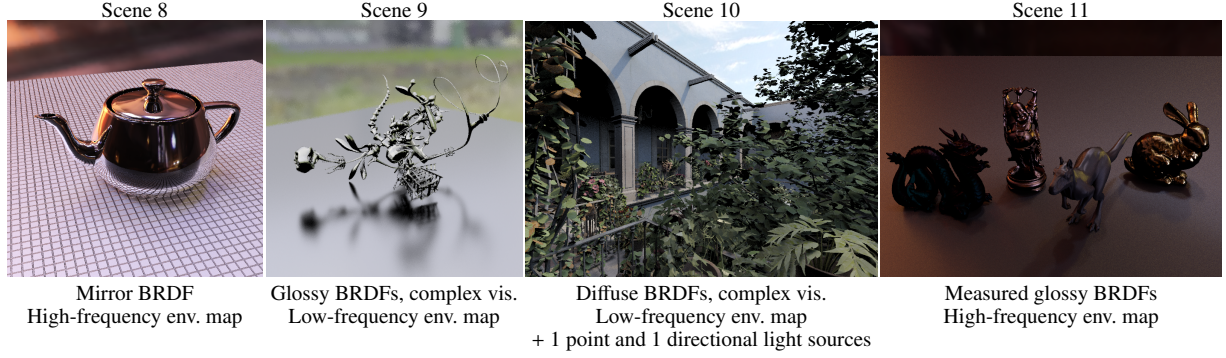 Scene 8
Scene 9
Scene 10
Scene 11
Mirror BRDF
High-frequency env. map
Glossy BRDFs, complex vis.
Low-frequency env. map
Diffuse BRDFs, complex vis.
Low-frequency env. map
+ 1 point and 1 directional light sources
Measured glossy BRDFs
High-frequency env. map